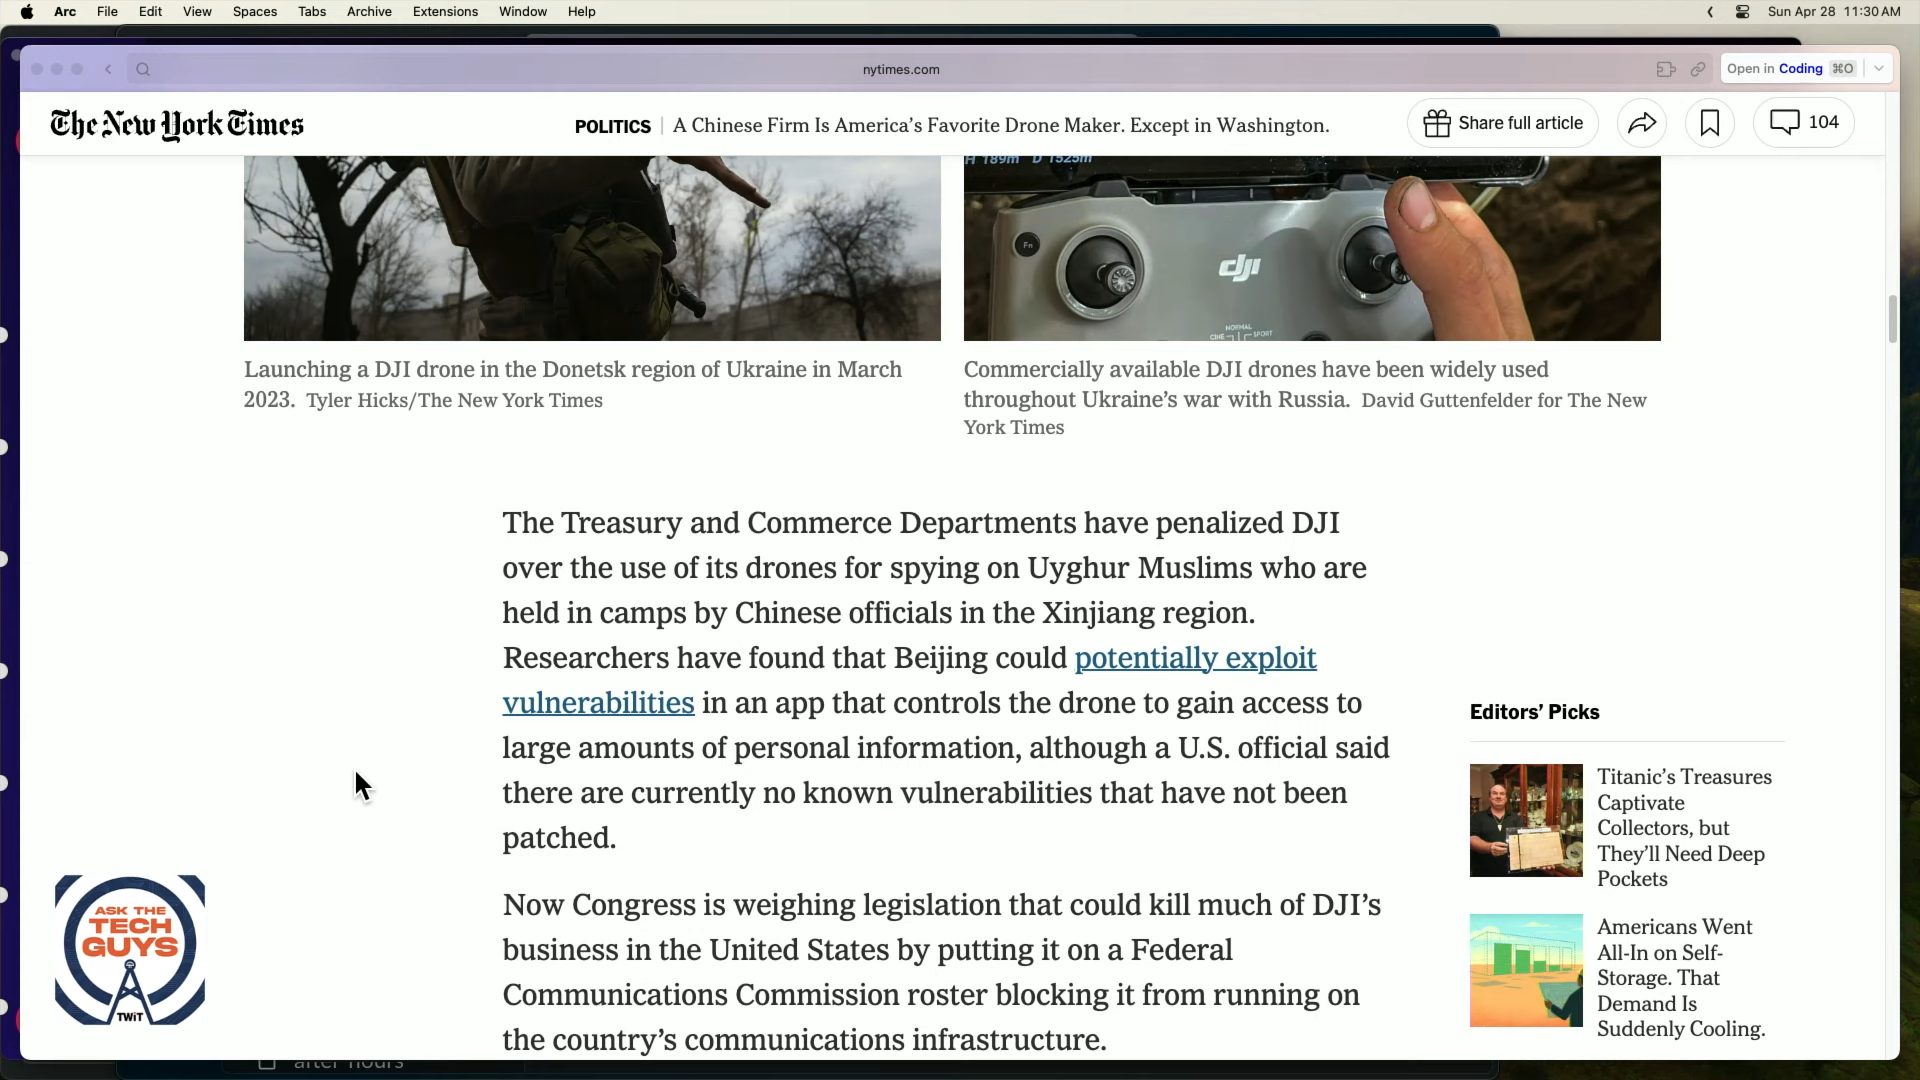 Arc File Edit View Spaces Tabs Archive Extensions Window Help Sun Apr 28 11:30 AM
nytimes.com
Open in Coding ⌘O
The New York Times
POLITICS | A Chinese Firm Is America’s Favorite Drone Maker. Except in Washington.
Share full article
104
H 189m D 1525m
Fn
dji
NORMAL
CINE SPORT
Launching a DJI drone in the Donetsk region of Ukraine in March
2023. Tyler Hicks/The New York Times
Commercially available DJI drones have been widely used
throughout Ukraine’s war with Russia. David Guttenfelder for The New
York Times
The Treasury and Commerce Departments have penalized DJI
over the use of its drones for spying on Uyghur Muslims who are
held in camps by Chinese officials in the Xinjiang region.
Researchers have found that Beijing could potentially exploit
vulnerabilities in an app that controls the drone to gain access to
large amounts of personal information, although a U.S. official said
there are currently no known vulnerabilities that have not been
patched.
Now Congress is weighing legislation that could kill much of DJI’s
business in the United States by putting it on a Federal
Communications Commission roster blocking it from running on
the country’s communications infrastructure.
Editors’ Picks
Titanic’s Treasures
Captivate
Collectors, but
They’ll Need Deep
Pockets
Americans Went
All-In on Self-
Storage. That
Demand Is
Suddenly Cooling.
ASK THE
TECH
GUYS
TWiT
after hours